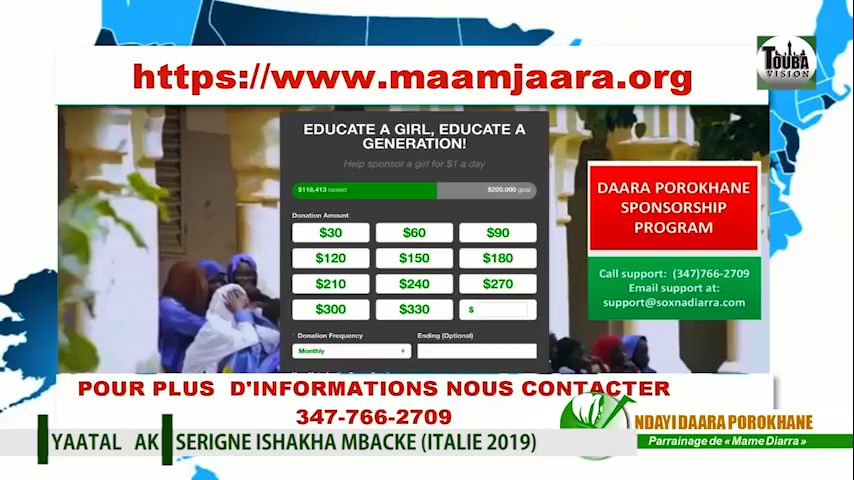 https://www.maamjaara.org
TOUBA
VISION
EDUCATE A GIRL, EDUCATE A
GENERATION!
Help sponsor a girl for $1 a day
$118,413 raised
$200.000 goal
Donation Amount
$30 $60 $90
$120 $150 $180
$210 $240 $270
$300 $330 $
Donation Frequency
Ending (Optional)
Monthly
DAARA POROKHANE
SPONSORSHIP
PROGRAM
Call support: (347)766-2709
Email support at:
support@soxnadiarra.com
POUR PLUS D'INFORMATIONS NOUS CONTACTER
347-766-2709
YAATAL AK SERIGNE ISHAKHA MBACKE (ITALIE 2019)
NDAYI DAARA POROKHANE
Parrainage de « Mame Diarra »